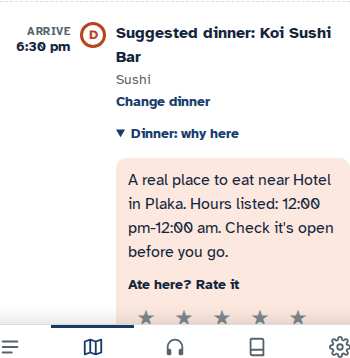 ARRIVE
6:30 pm
D
Suggested dinner: Koi Sushi
Bar
Sushi
Change dinner
▼ Dinner: why here
A real place to eat near Hotel
in Plaka. Hours listed: 12:00
pm-12:00 am. Check it's open
before you go.
Ate here? Rate it